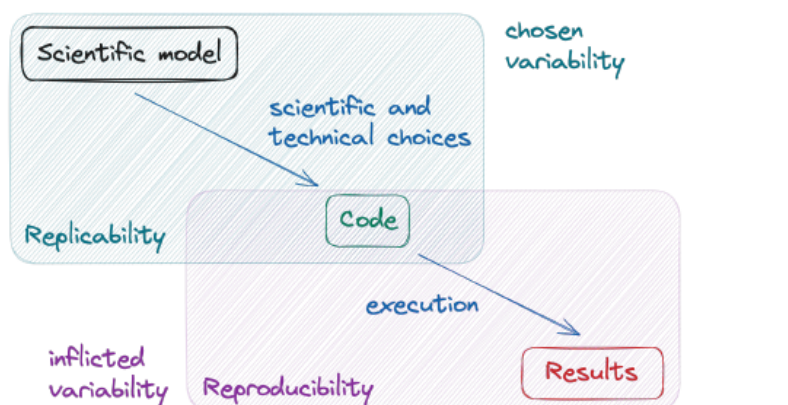 chosen
variability
Scientific model
scientific and
technical choices
Code
Replicability
execution
inflicted
variability
Reproducibility
Results